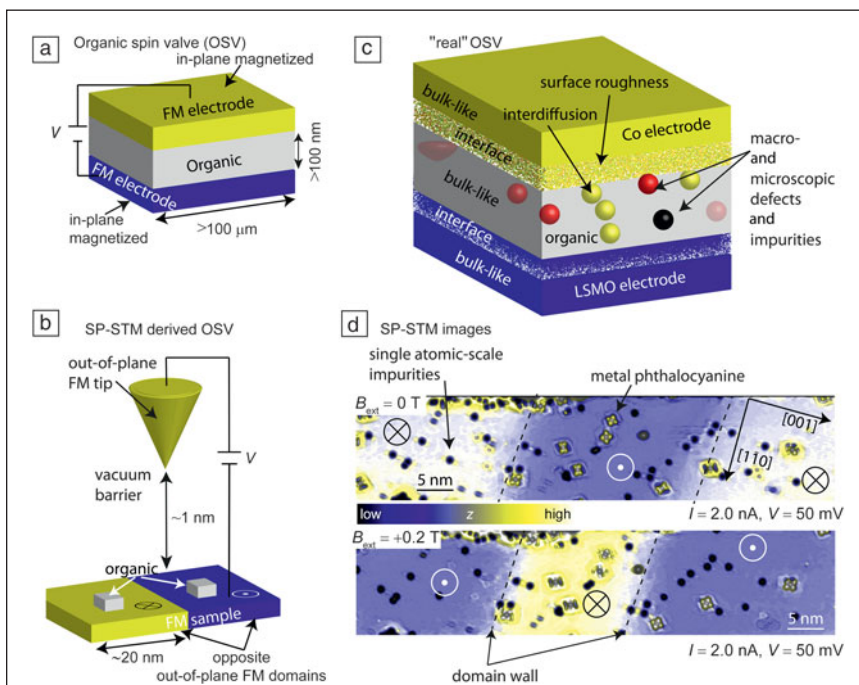 a
Organic spin valve (OSV)
in-plane magnetized
FM electrode
V
Organic
>100 nm
FM electrode
in-plane
magnetized
>100 μm
c
"real" OSV
surface roughness
interdiffusion
bulk-like
Co electrode
interface
macro-
and
microscopic
defects
and
impurities
bulk-like
organic
interface
bulk-like
LSMO electrode
b
SP-STM derived OSV
out-of-plane
FM tip
V
vacuum
barrier
~1 nm
organic
FM sample
~20 nm
opposite
out-of-plane FM domains
d
SP-STM images
single atomic-scale
impurities
metal phthalocyanine
B ext = 0 T
[001]
[110]
5 nm
low
z
high
I = 2.0 nA, V = 50 mV
B ext = +0.2 T
5 nm
I = 2.0 nA, V = 50 mV
domain wall